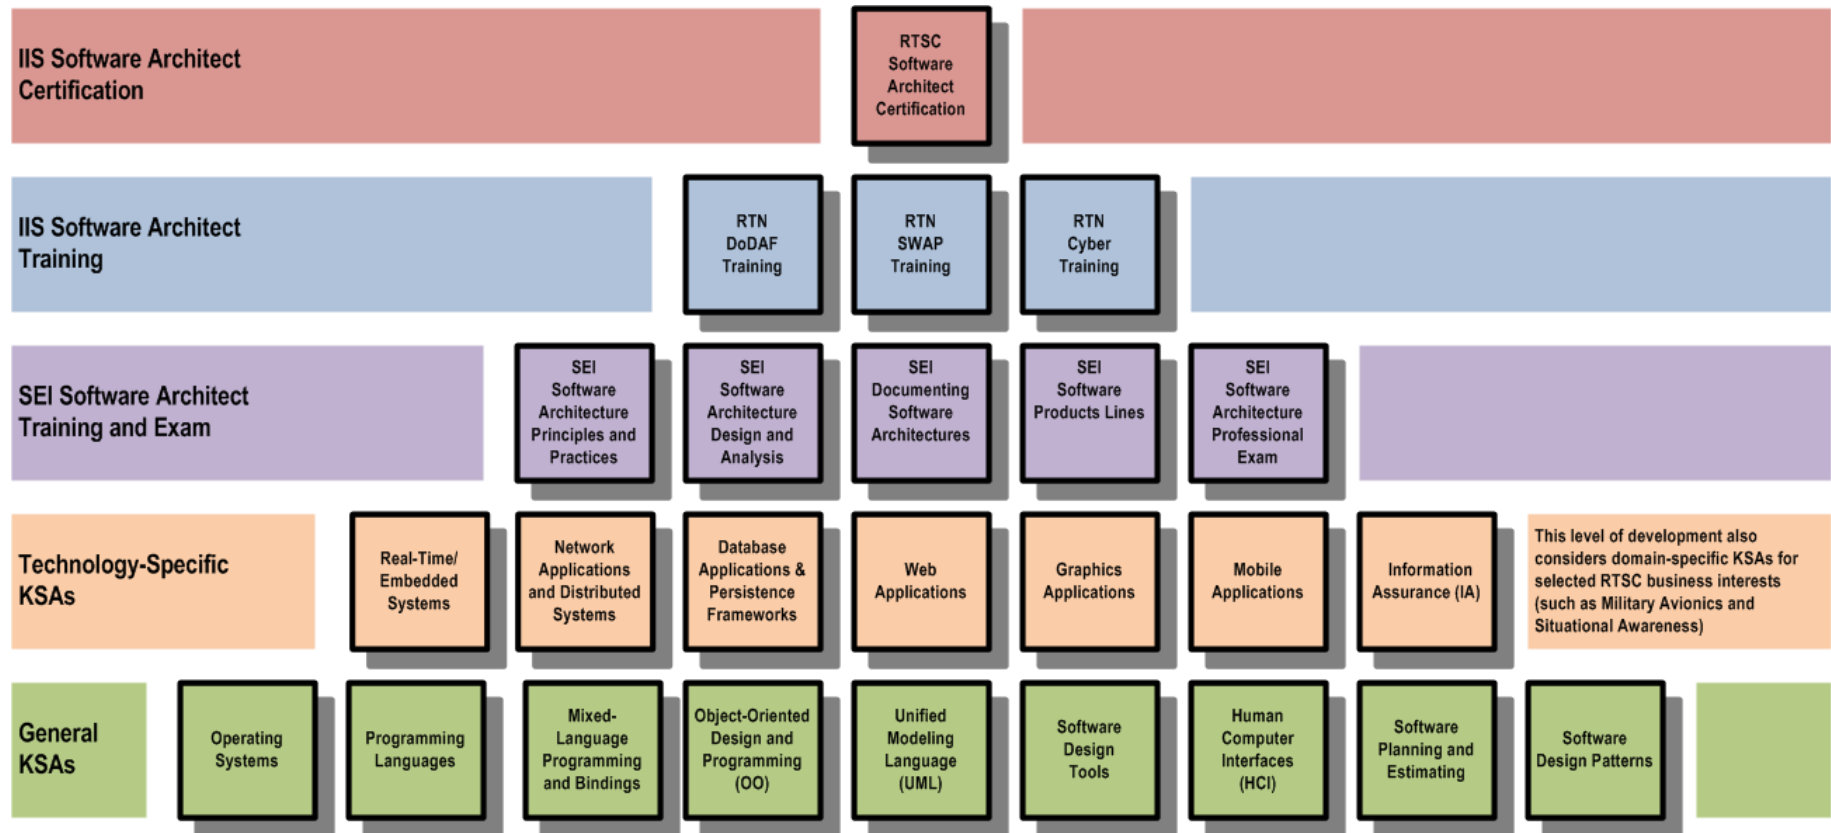 IIS Software Architect
Certification
RTSC
Software
Architect
Certification
IIS Software Architect
Training
RTN
DoDAF
Training
RTN
SWAP
Training
RTN
Cyber
Training
SEI Software Architect
Training and Exam
SEI
Software
Architecture
Principles and
Practices
SEI
Software
Architecture
Design and
Analysis
SEI
Documenting
Software
Architectures
SEI
Software
Products Lines
SEI
Software
Architecture
Professional
Exam
Technology-Specific
KSAs
Real-Time/
Embedded
Systems
Network
Applications
and Distributed
Systems
Database
Applications &
Persistence
Frameworks
Web
Applications
Graphics
Applications
Mobile
Applications
Information
Assurance (IA)
This level of development also
considers domain-specific KSAs for
selected RTSC business interests
(such as Military Avionics and
Situational Awareness)
General
KSAs
Operating
Systems
Programming
Languages
Mixed-
Language
Programming
and Bindings
Object-Oriented
Design and
Programming
(OO)
Unified
Modeling
Language
(UML)
Software
Design
Tools
Human
Computer
Interfaces
(HCI)
Software
Planning and
Estimating
Software
Design Patterns